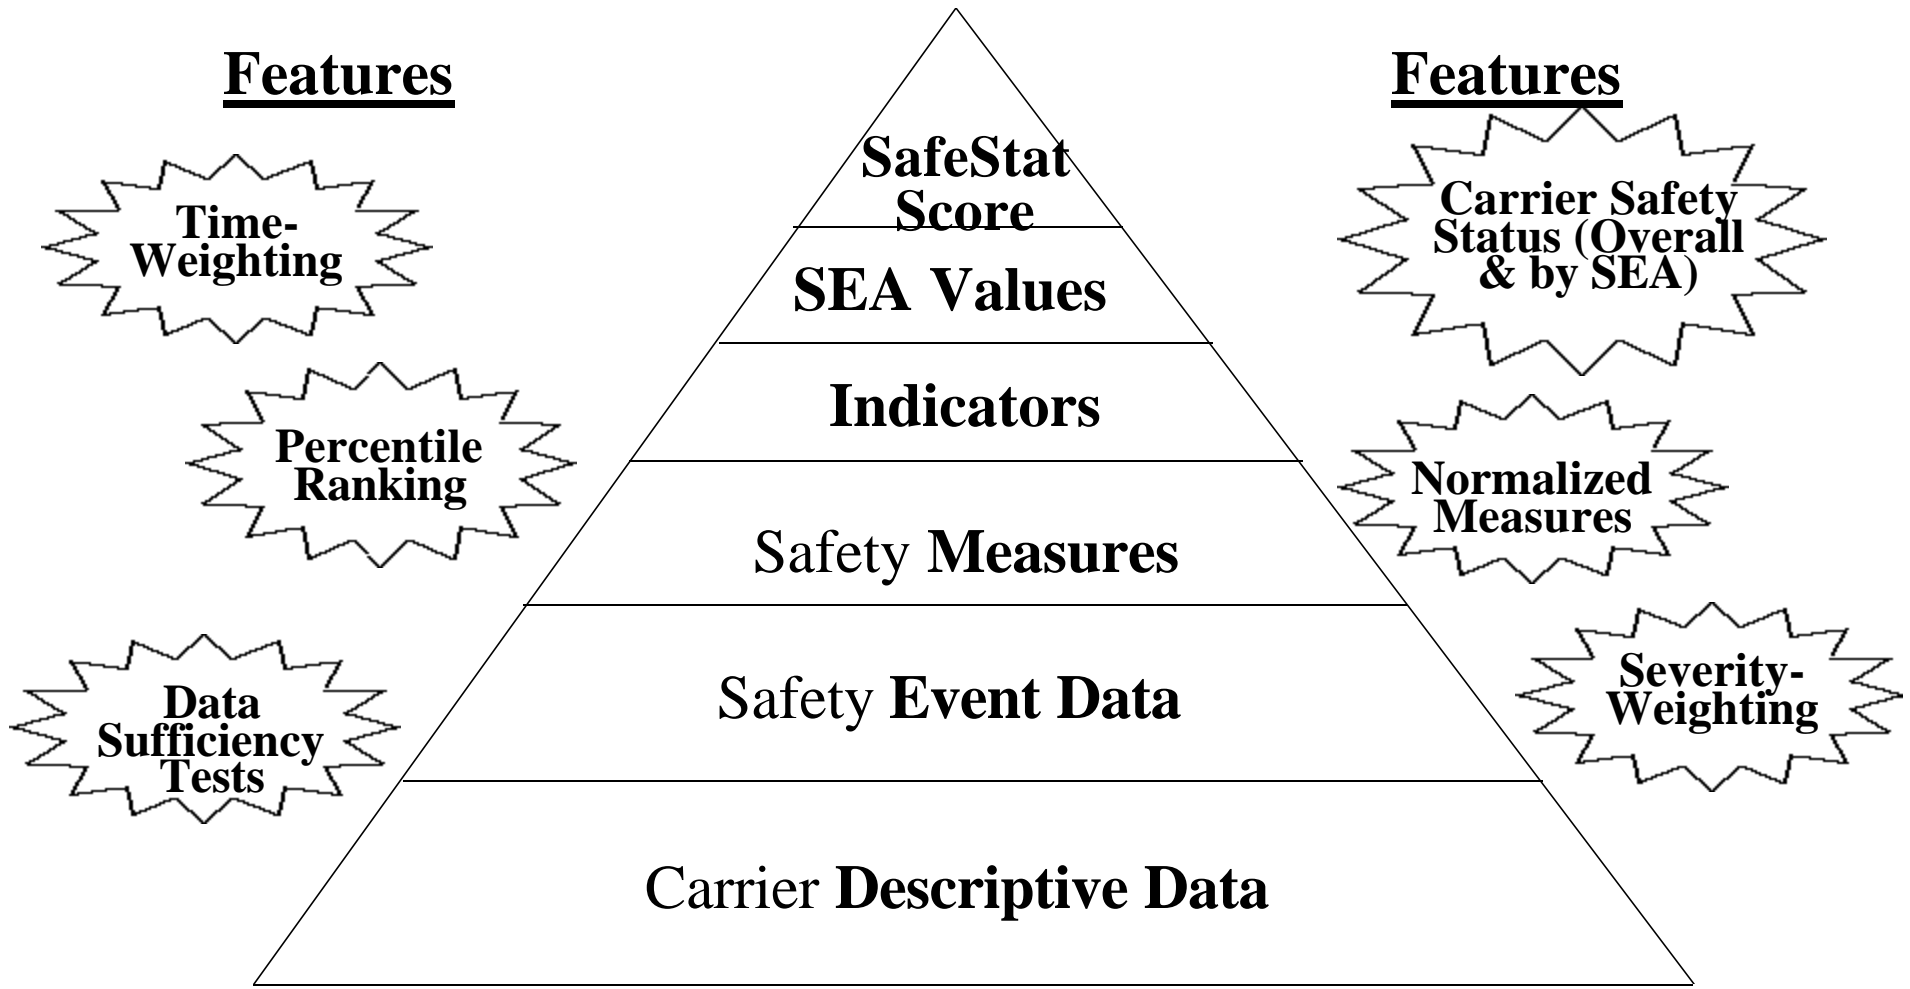 Features
Time-
Weighting
Percentile
Ranking
Data
Sufficiency
Tests
SafeStat
Score
SEA Values
Indicators
Safety Measures
Safety Event Data
Carrier Descriptive Data
Features
Carrier Safety
Status (Overall
& by SEA)
Normalized
Measures
Severity-
Weighting